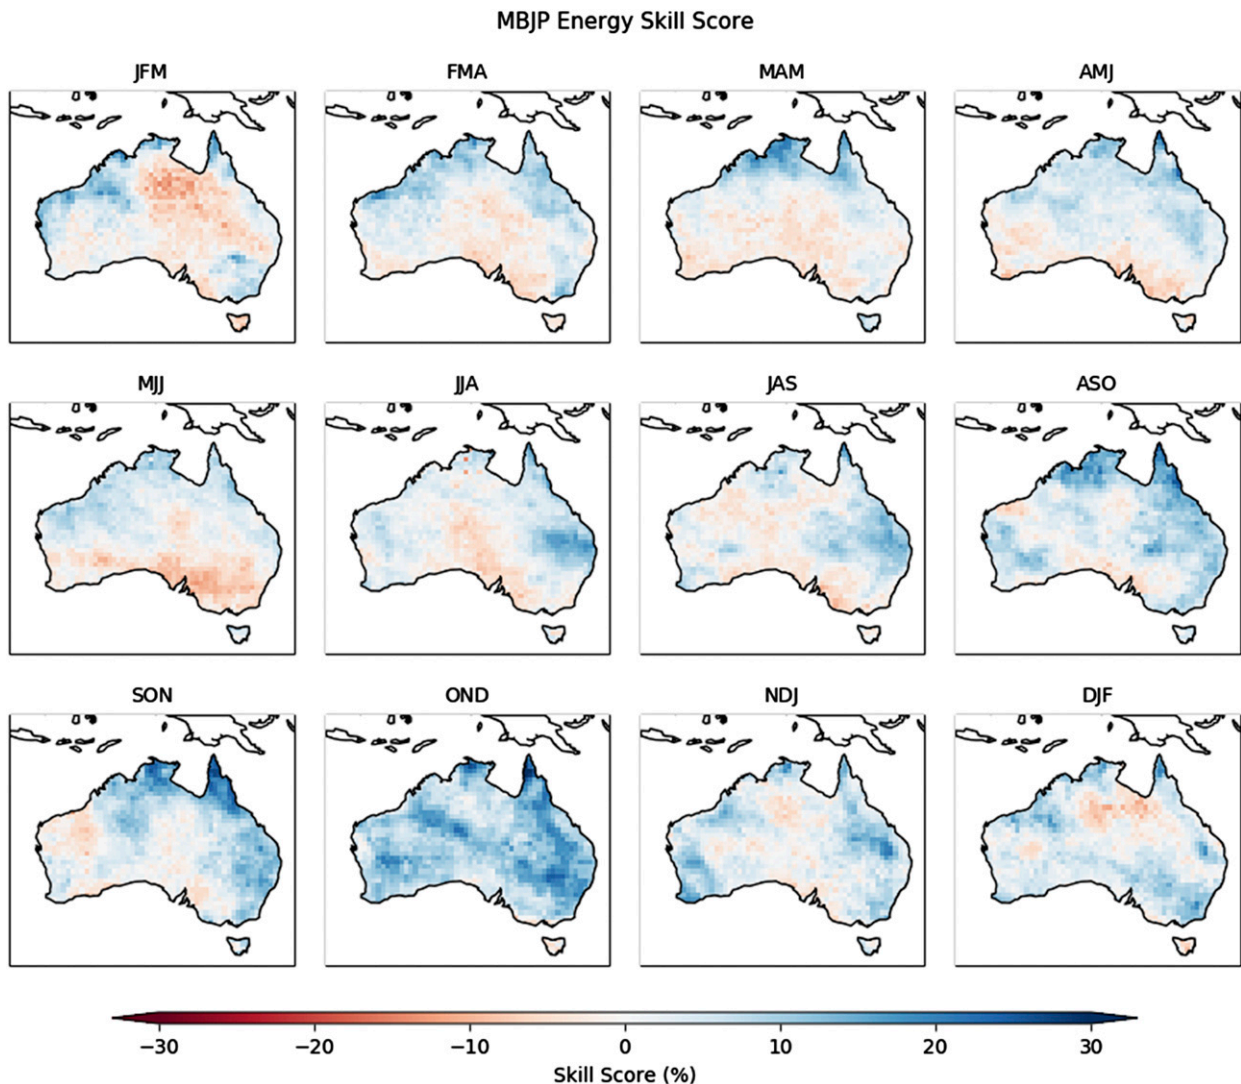 MBJP Energy Skill Score
JFM FMA MAM AMJ
MJJ JJA JAS ASO
SON OND NDJ DJF
−30 −20 −10 0 10 20 30
Skill Score (%)